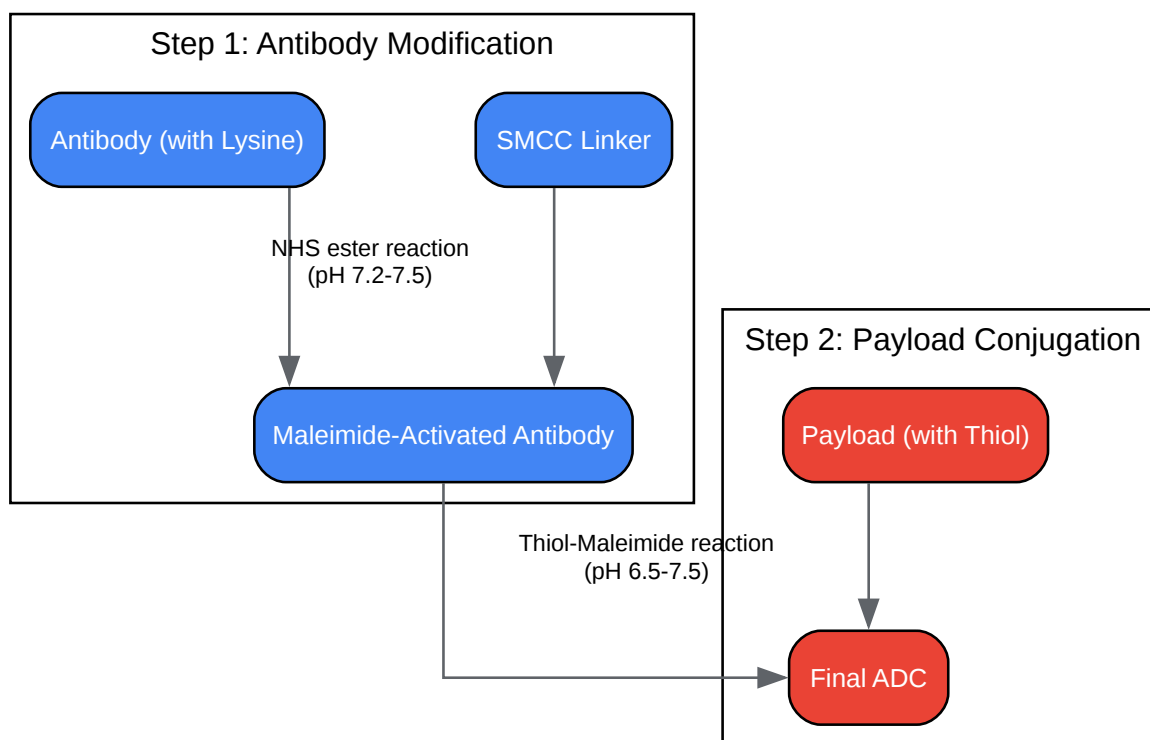 Step 1: Antibody Modification
Antibody (with Lysine)
SMCC Linker
NHS ester reaction
(pH 7.2-7.5)
Maleimide-Activated Antibody
Step 2: Payload Conjugation
Payload (with Thiol)
Thiol-Maleimide reaction
(pH 6.5-7.5)
Final ADC